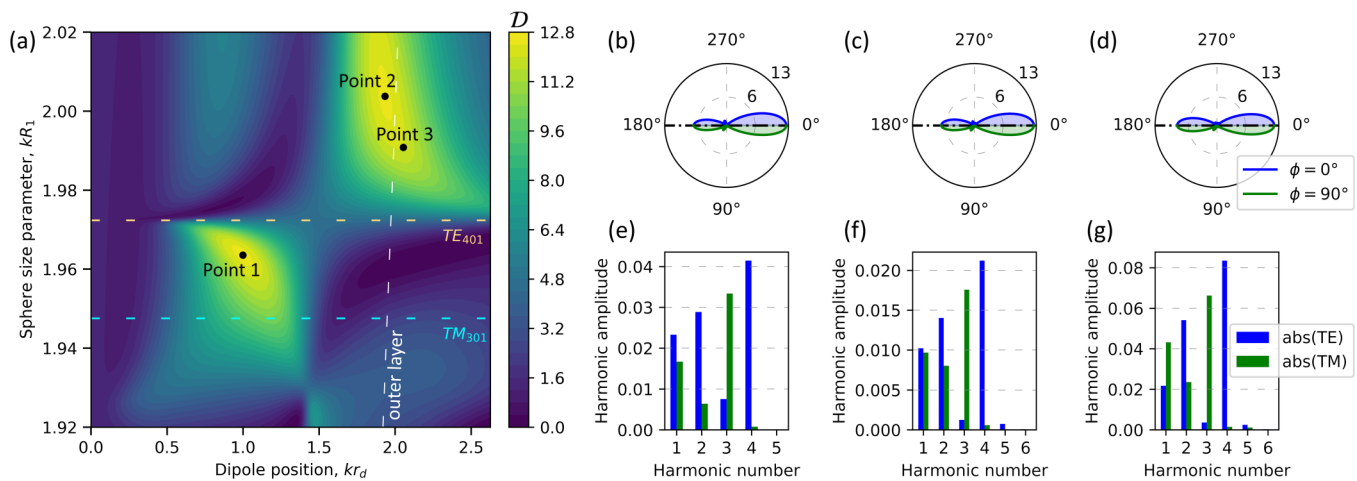 (a)
Sphere size parameter, kR₁
2.02
2.00
1.98
1.96
1.94
1.92
0.0
0.5
1.0
1.5
2.0
2.5
Dipole position, kr_d
Point 2
Point 3
Point 1
TE₄₀₁
TM₃₀₁
outer layer
𝒟
12.8
11.2
9.6
8.0
6.4
4.8
3.2
1.6
0.0
(b)
270°
13
6
180°
0°
90°
(c)
270°
13
6
180°
0°
90°
(d)
270°
13
6
180°
0°
90°
ϕ = 0°
ϕ = 90°
(e)
Harmonic amplitude
0.04
0.03
0.02
0.01
0.00
1 2 3 4 5
Harmonic number
(f)
Harmonic amplitude
0.020
0.015
0.010
0.005
0.000
1 2 3 4 5 6
Harmonic number
(g)
Harmonic amplitude
0.08
0.06
0.04
0.02
0.00
1 2 3 4 5 6
Harmonic number
abs(TE)
abs(TM)